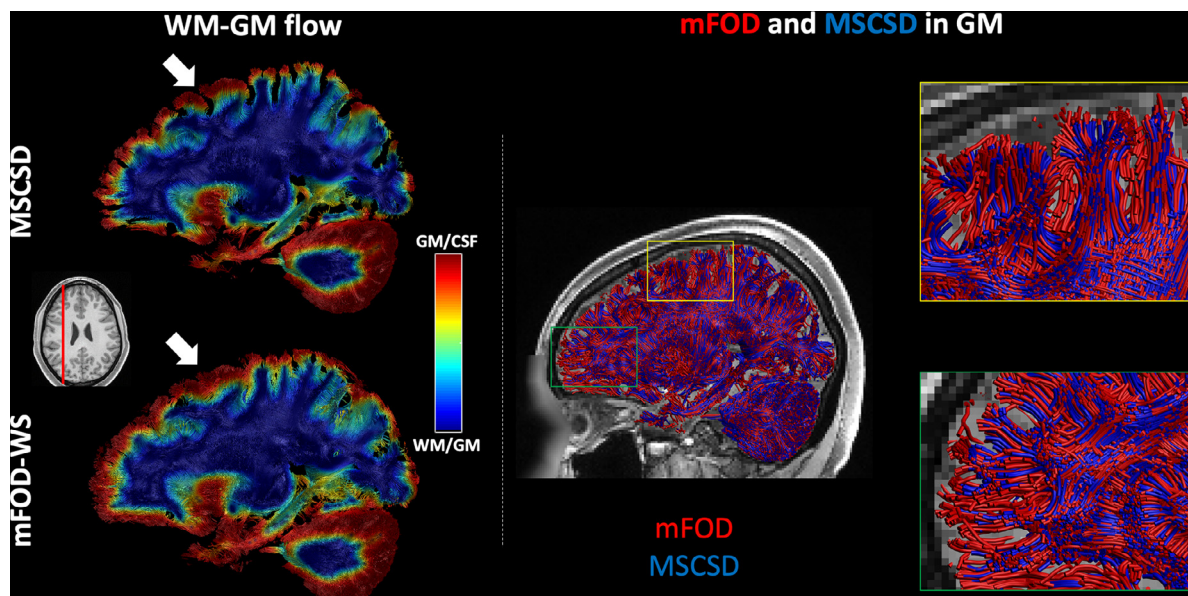 WM-GM flow
mFOD and MSCSD in GM
MSCSD
GM/CSF
WM/GM
mFOD-WS
mFOD
MSCSD